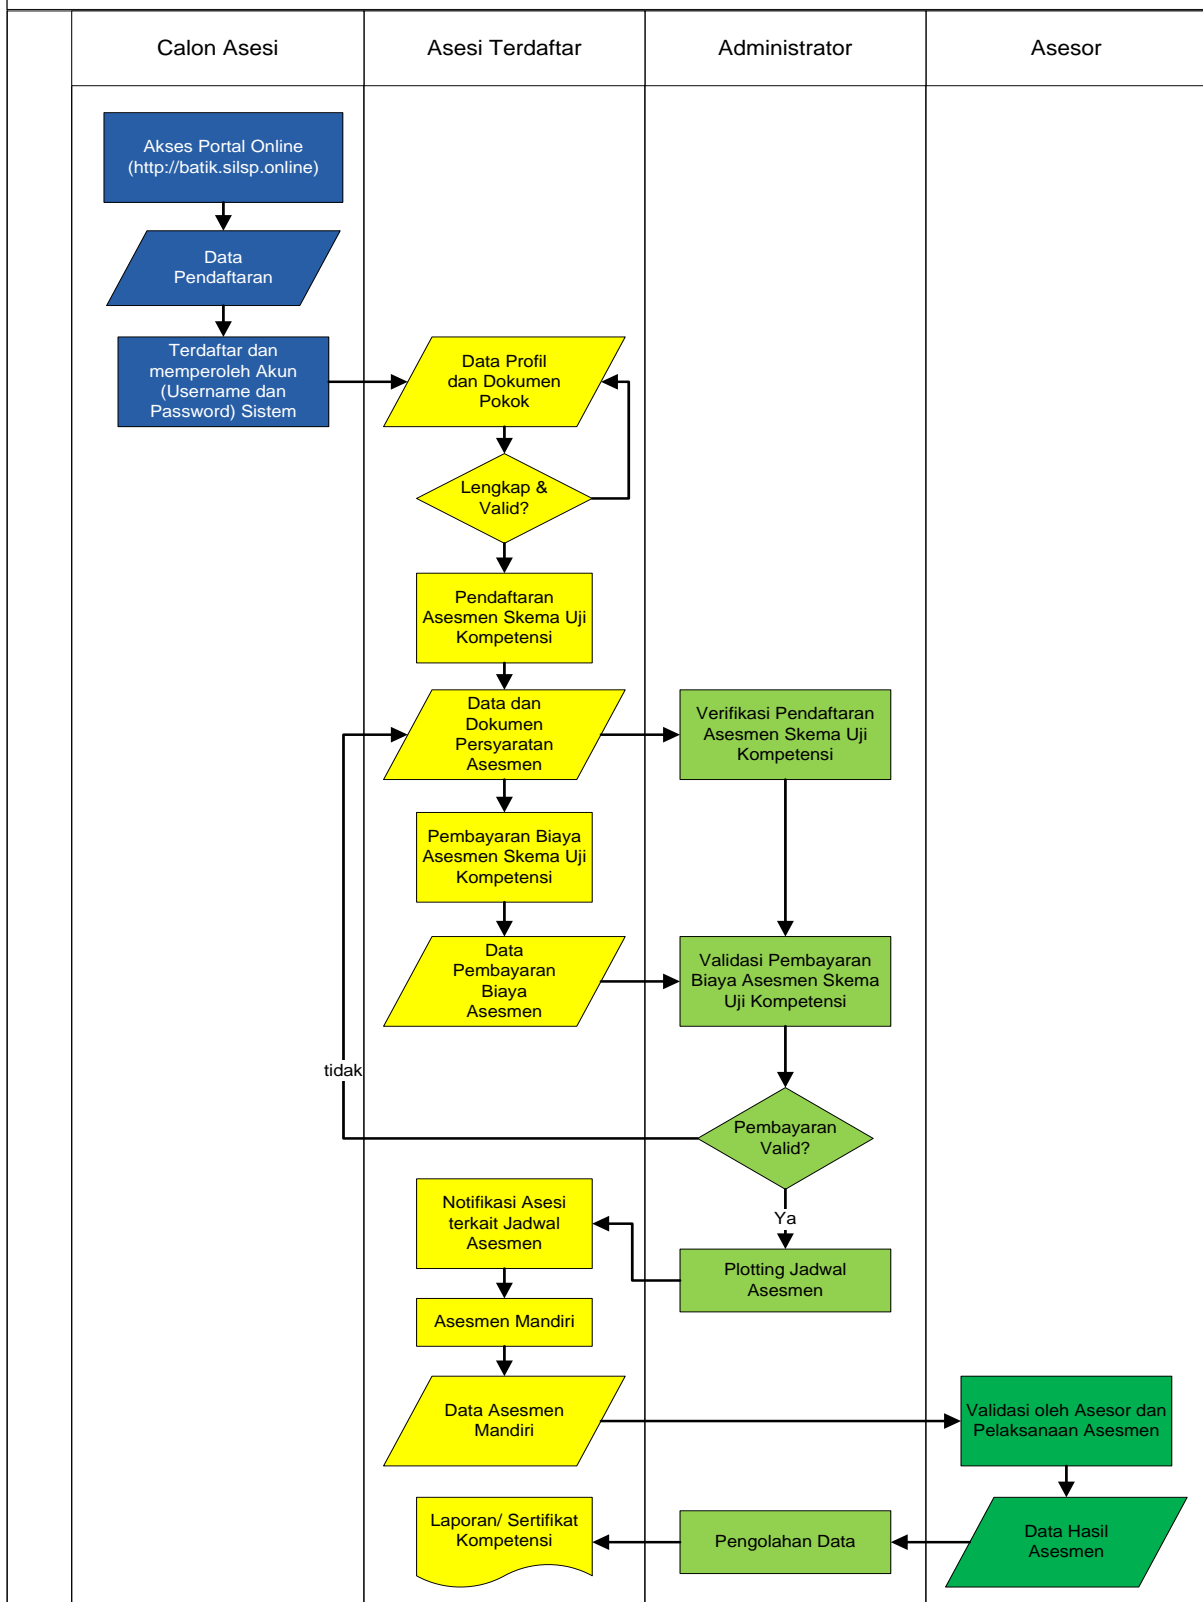 Calon Asesi
Asesi Terdaftar
Administrator
Asesor
Akses Portal Online
(http://batik.silsp.online)
Data
Pendaftaran
Terdaftar dan
memperoleh Akun
(Username dan
Password) Sistem
Data Profil
dan Dokumen
Pokok
Lengkap &
Valid?
Pendaftaran
Asesmen Skema Uji
Kompetensi
Data dan
Dokumen
Persyaratan
Asesmen
Verifikasi Pendaftaran
Asesmen Skema Uji
Kompetensi
Pembayaran Biaya
Asesmen Skema Uji
Kompetensi
Data
Pembayaran
Biaya
Asesmen
Validasi Pembayaran
Biaya Asesmen Skema
Uji Kompetensi
tidak
Pembayaran
Valid?
Ya
Notifikasi Asesi
terkait Jadwal
Asesmen
Plotting Jadwal
Asesmen
Asesmen Mandiri
Data Asesmen
Mandiri
Validasi oleh Asesor dan
Pelaksanaan Asesmen
Laporan/ Sertifikat
Kompetensi
Pengolahan Data
Data Hasil
Asesmen